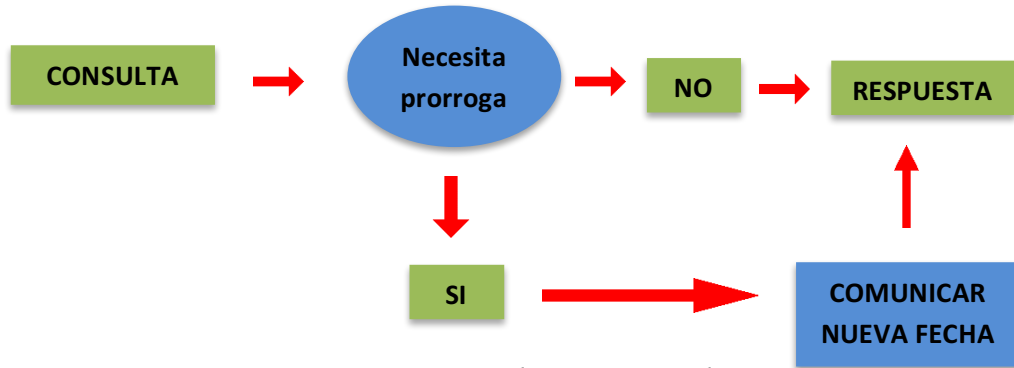 CONSULTA
Necesita
prorroga
NO
RESPUESTA
SI
COMUNICAR
NUEVA FECHA